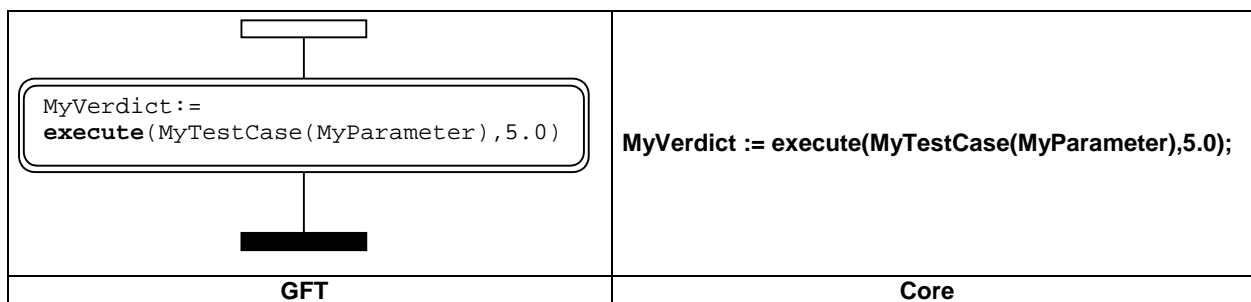 MyVerdict:=
execute(MyTestCase(MyParameter),5.0)
MyVerdict := execute(MyTestCase(MyParameter),5.0);
GFT
Core